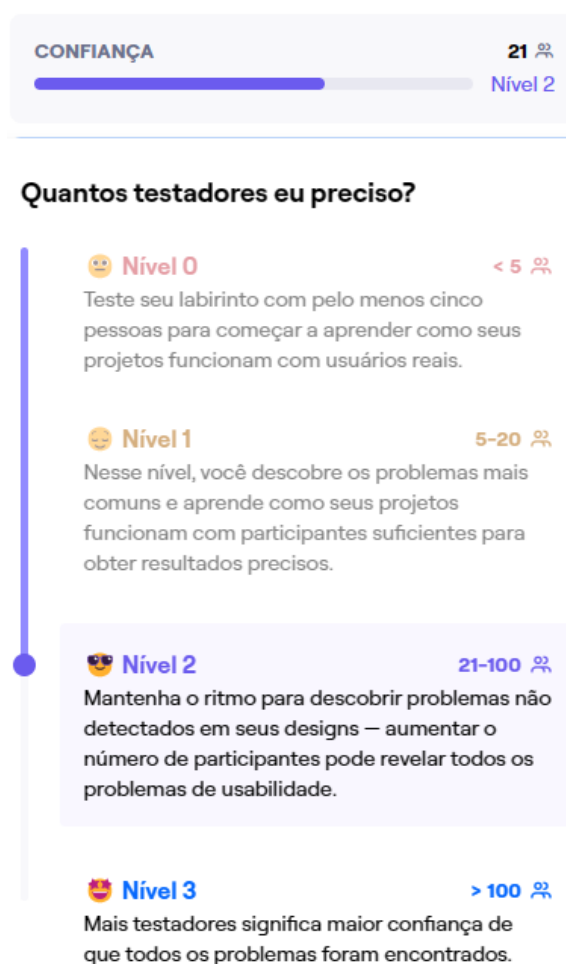 CONFIANÇA 21
Nível 2
Quantos testadores eu preciso?
Nível 0 < 5
Teste seu labirinto com pelo menos cinco
pessoas para começar a aprender como seus
projetos funcionam com usuários reais.
Nível 1 5-20
Nesse nível, você descobre os problemas mais
comuns e aprende como seus projetos
funcionam com participantes suficientes para
obter resultados precisos.
Nível 2 21-100
Mantenha o ritmo para descobrir problemas não
detectados em seus designs — aumentar o
número de participantes pode revelar todos os
problemas de usabilidade.
Nível 3 > 100
Mais testadores significa maior confiança de
que todos os problemas foram encontrados.